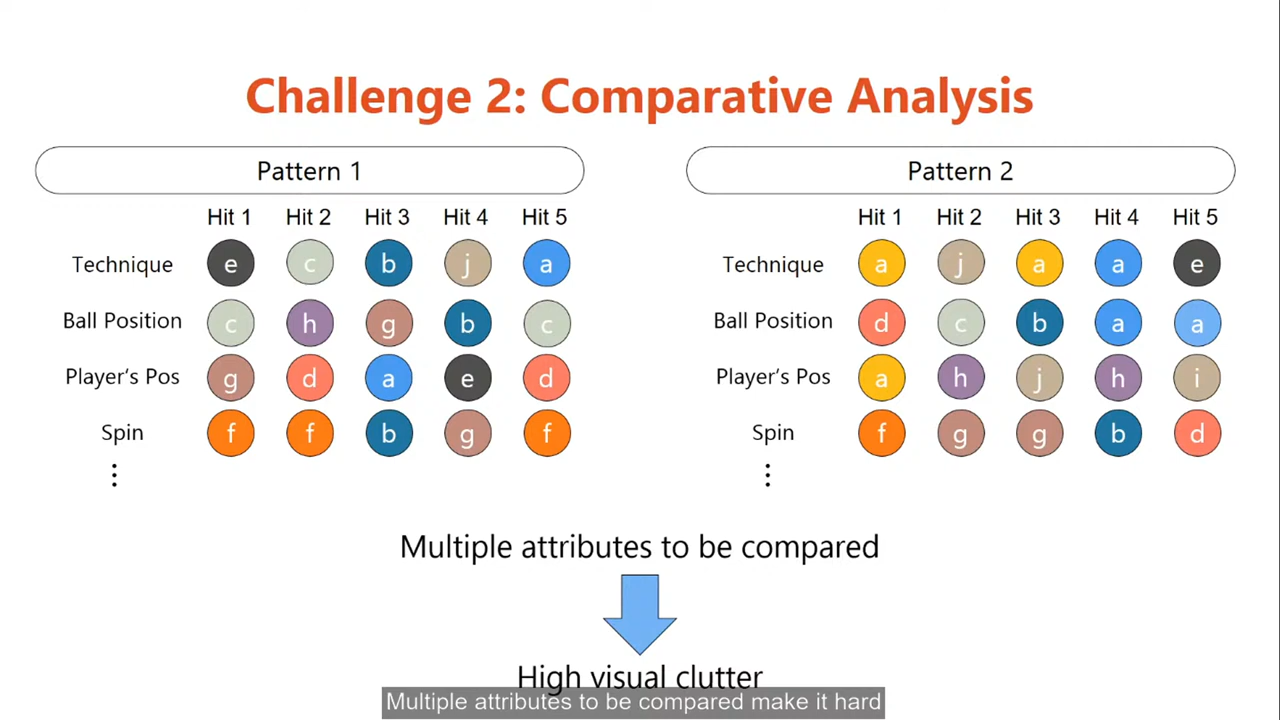 Challenge 2: Comparative Analysis
Pattern 1
Hit 1 Hit 2 Hit 3 Hit 4 Hit 5
Technique e c b j a
Ball Position c h g b c
Player's Pos g d a e d
Spin f f b g f
⋮
Pattern 2
Hit 1 Hit 2 Hit 3 Hit 4 Hit 5
Technique a j a a e
Ball Position d c b a a
Player's Pos a h j h i
Spin f g g b d
⋮
Multiple attributes to be compared
High visual clutter
Multiple attributes to be compared make it hard